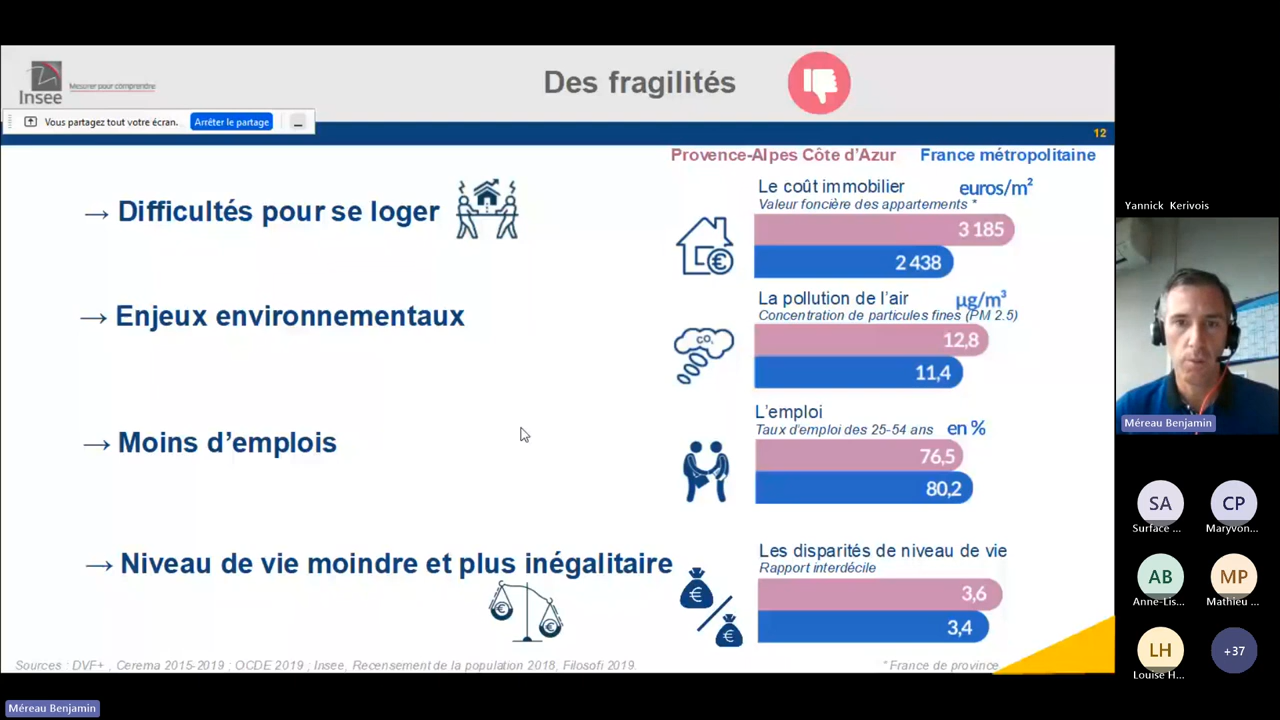 Des fragilités
Insee
Mesurer pour comprendre
Vous partagez tout votre écran.
Arrêter le partage
12
Provence-Alpes Côte d'Azur
France métropolitaine
→ Difficultés pour se loger
Le coût immobilier
euros/m²
Valeur foncière des appartements *
3 185
2 438
→ Enjeux environnementaux
La pollution de l'air
µg/m³
Concentration de particules fines (PM 2.5)
CO₂
12,8
11,4
→ Moins d'emplois
L'emploi
Taux d'emploi des 25-54 ans
en %
76,5
80,2
→ Niveau de vie moindre et plus inégalitaire
Les disparités de niveau de vie
Rapport interdécile
3,6
3,4
Sources : DVF+ , Cerema 2015-2019 ; OCDE 2019 ; Insee, Recensement de la population 2018, Filosofi 2019.
* France de province
Yannick Kerivois
Méreau Benjamin
SA
CP
Surface ...
Maryvon...
AB
MP
Anne-Lis...
Mathieu ...
LH
+37
Louise H...
Méreau Benjamin